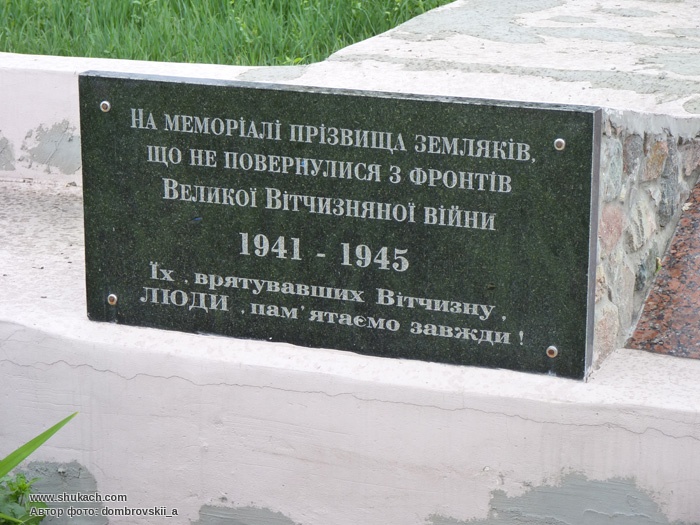 На меморіалі прізвища земляків,
що не повернулися з фронтів
Великої Вітчизняної війни
1941 - 1945
Їх , врятувавших Вітчизну,
ЛЮДИ , пам'ятаємо завжди !
www.shukach.com
Автор фото: dombrovskii_a